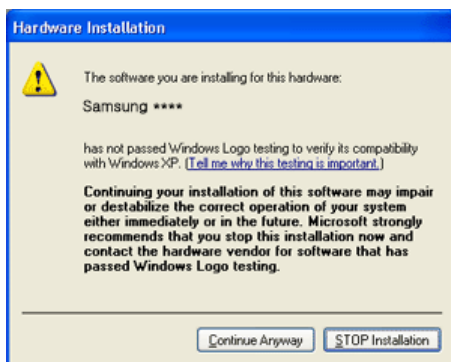 Hardware Installation
The software you are installing for this hardware:
Samsung ****
has not passed Windows Logo testing to verify its compatibility
with Windows XP. (Tell me why this testing is important.)
Continuing your installation of this software may impair
or destabilize the correct operation of your system
either immediately or in the future. Microsoft strongly
recommends that you stop this installation now and
contact the hardware vendor for software that has
passed Windows Logo testing.
Continue Anyway
STOP Installation